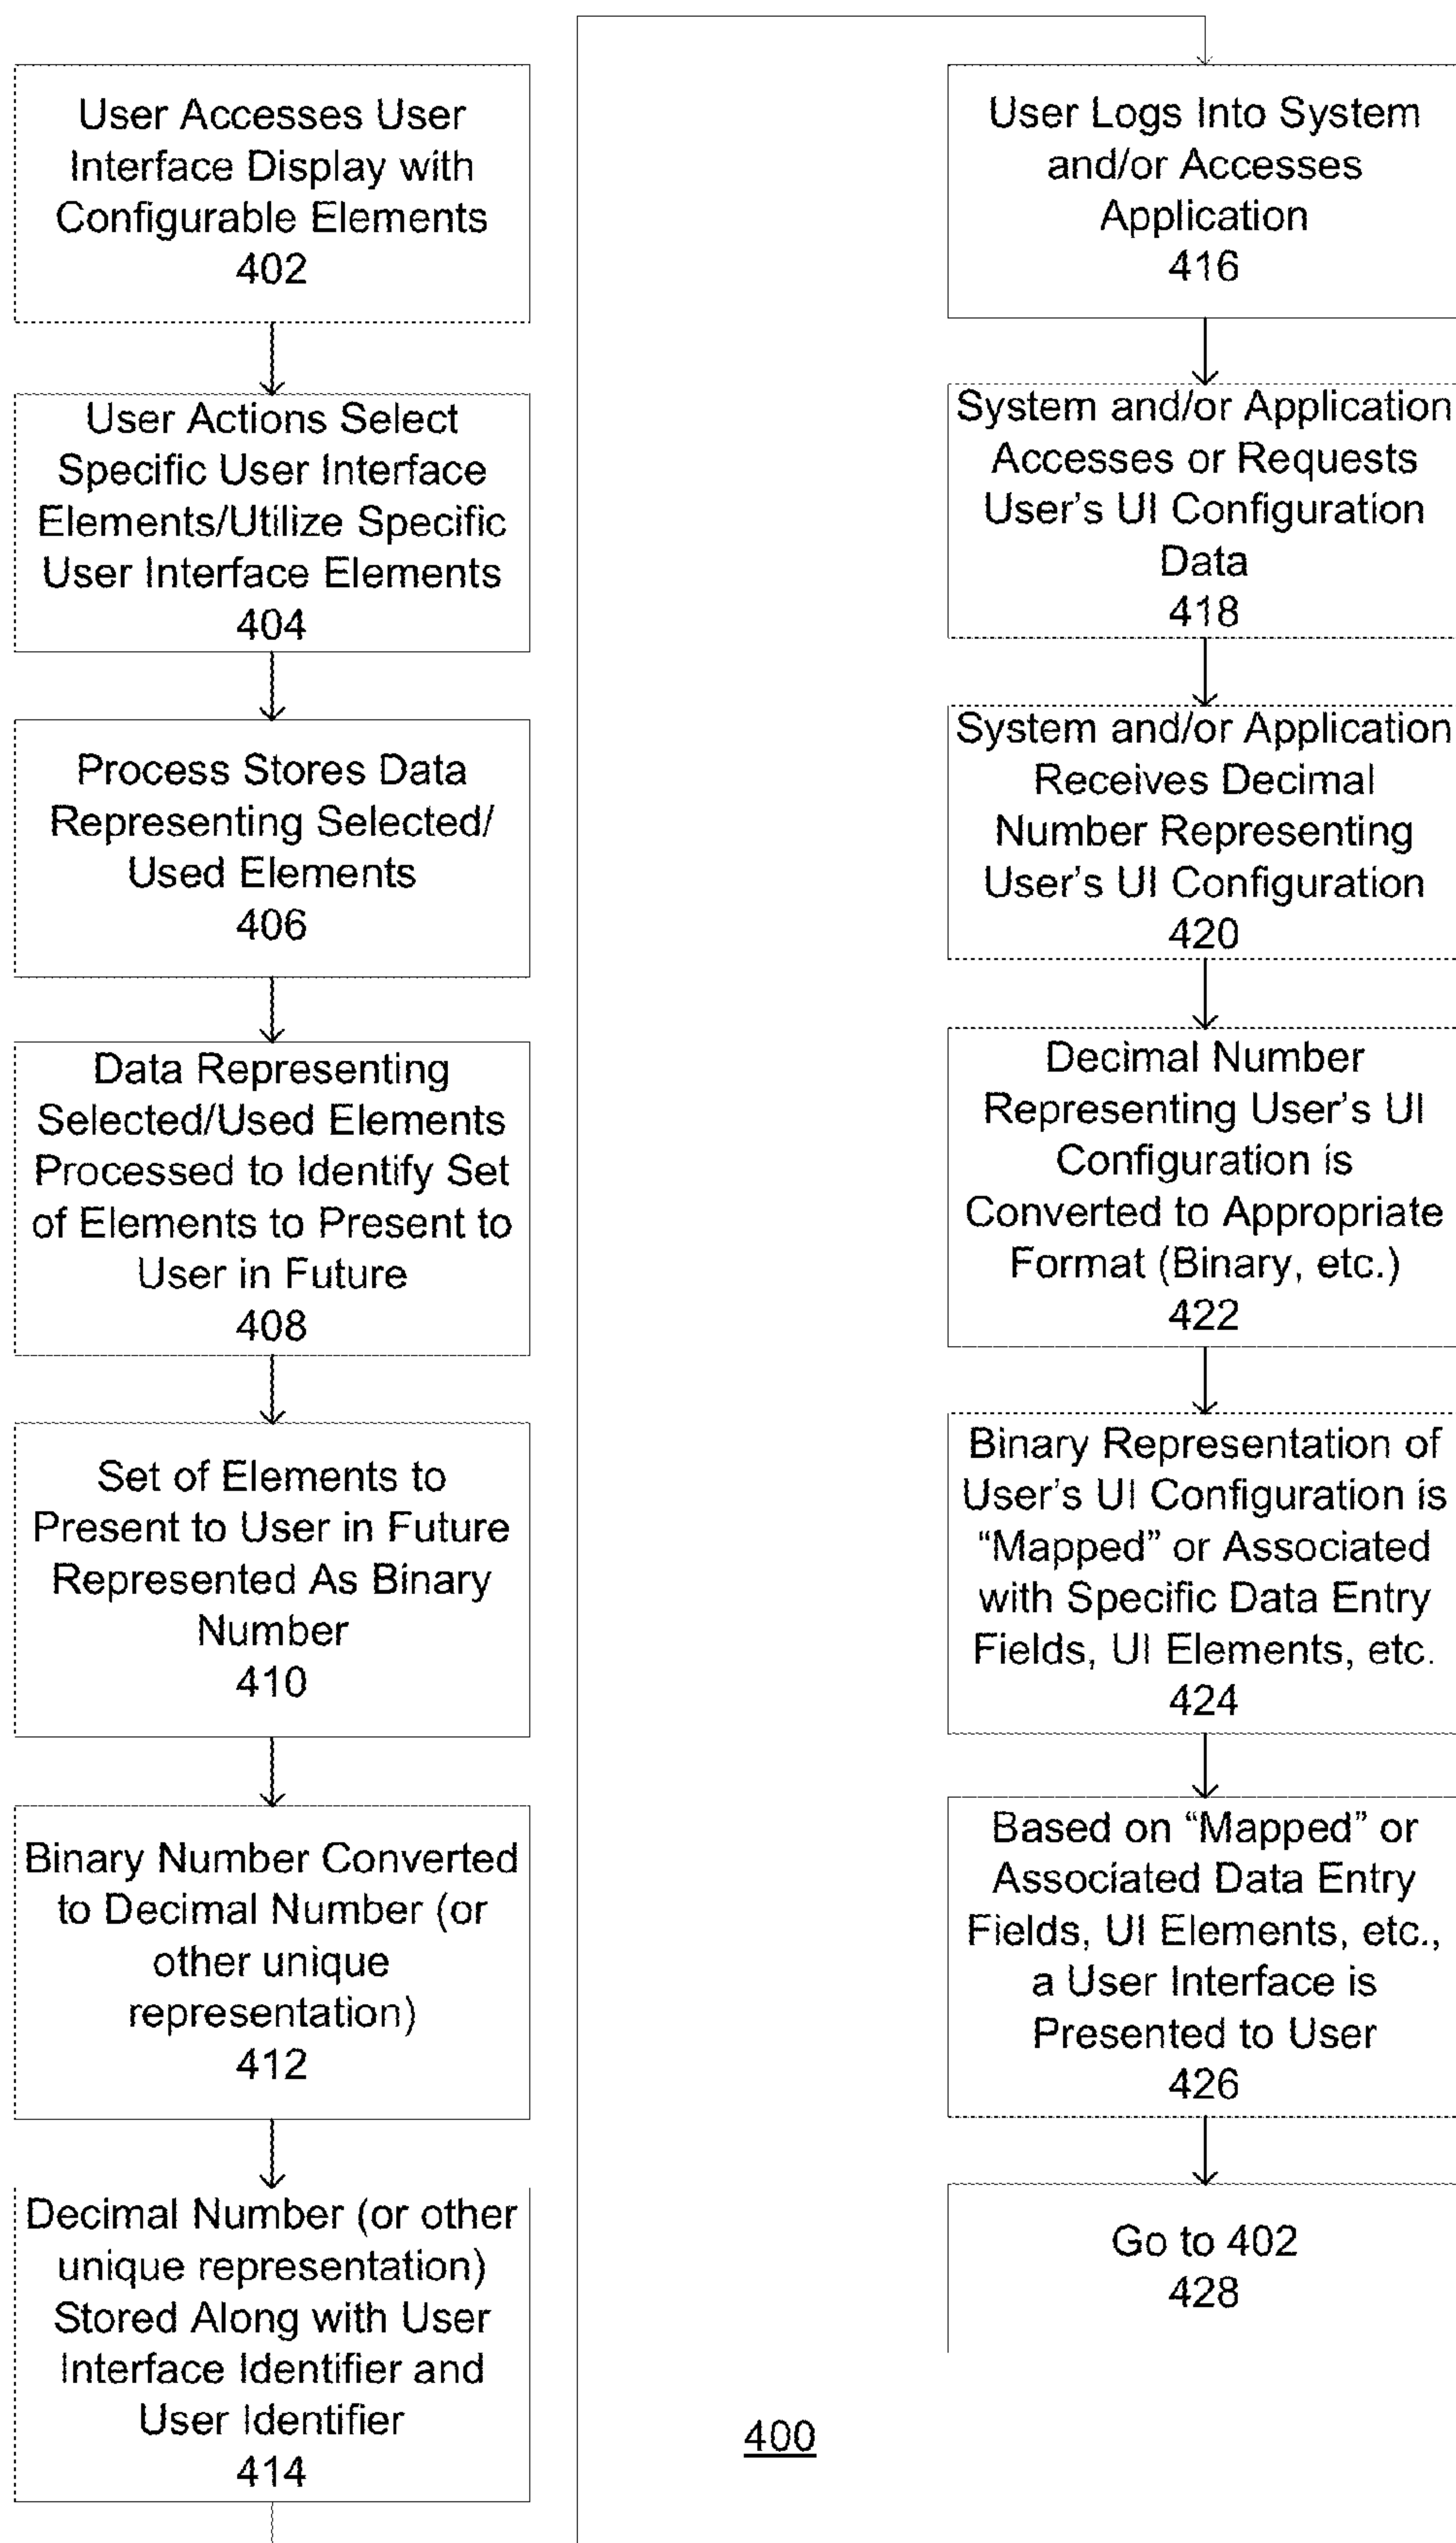 User Accesses User
Interface Display with
Configurable Elements
402
User Actions Select
Specific User Interface
Elements/Utilize Specific
User Interface Elements
404
Process Stores Data
Representing Selected/
Used Elements
406
Data Representing
Selected/Used Elements
Processed to Identify Set
of Elements to Present to
User in Future
408
Set of Elements to
Present to User in Future
Represented As Binary
Number
410
Binary Number Converted
to Decimal Number (or
other unique
representation)
412
Decimal Number (or other
unique representation)
Stored Along with User
Interface Identifier and
User Identifier
414
User Logs Into System
and/or Accesses
Application
416
System and/or Application
Accesses or Requests
User's UI Configuration
Data
418
System and/or Application
Receives Decimal
Number Representing
User's UI Configuration
420
Decimal Number
Representing User's UI
Configuration is
Converted to Appropriate
Format (Binary, etc.)
422
Binary Representation of
User's UI Configuration is
“Mapped” or Associated
with Specific Data Entry
Fields, UI Elements, etc.
424
Based on “Mapped” or
Associated Data Entry
Fields, UI Elements, etc.,
a User Interface is
Presented to User
426
Go to 402
428
400